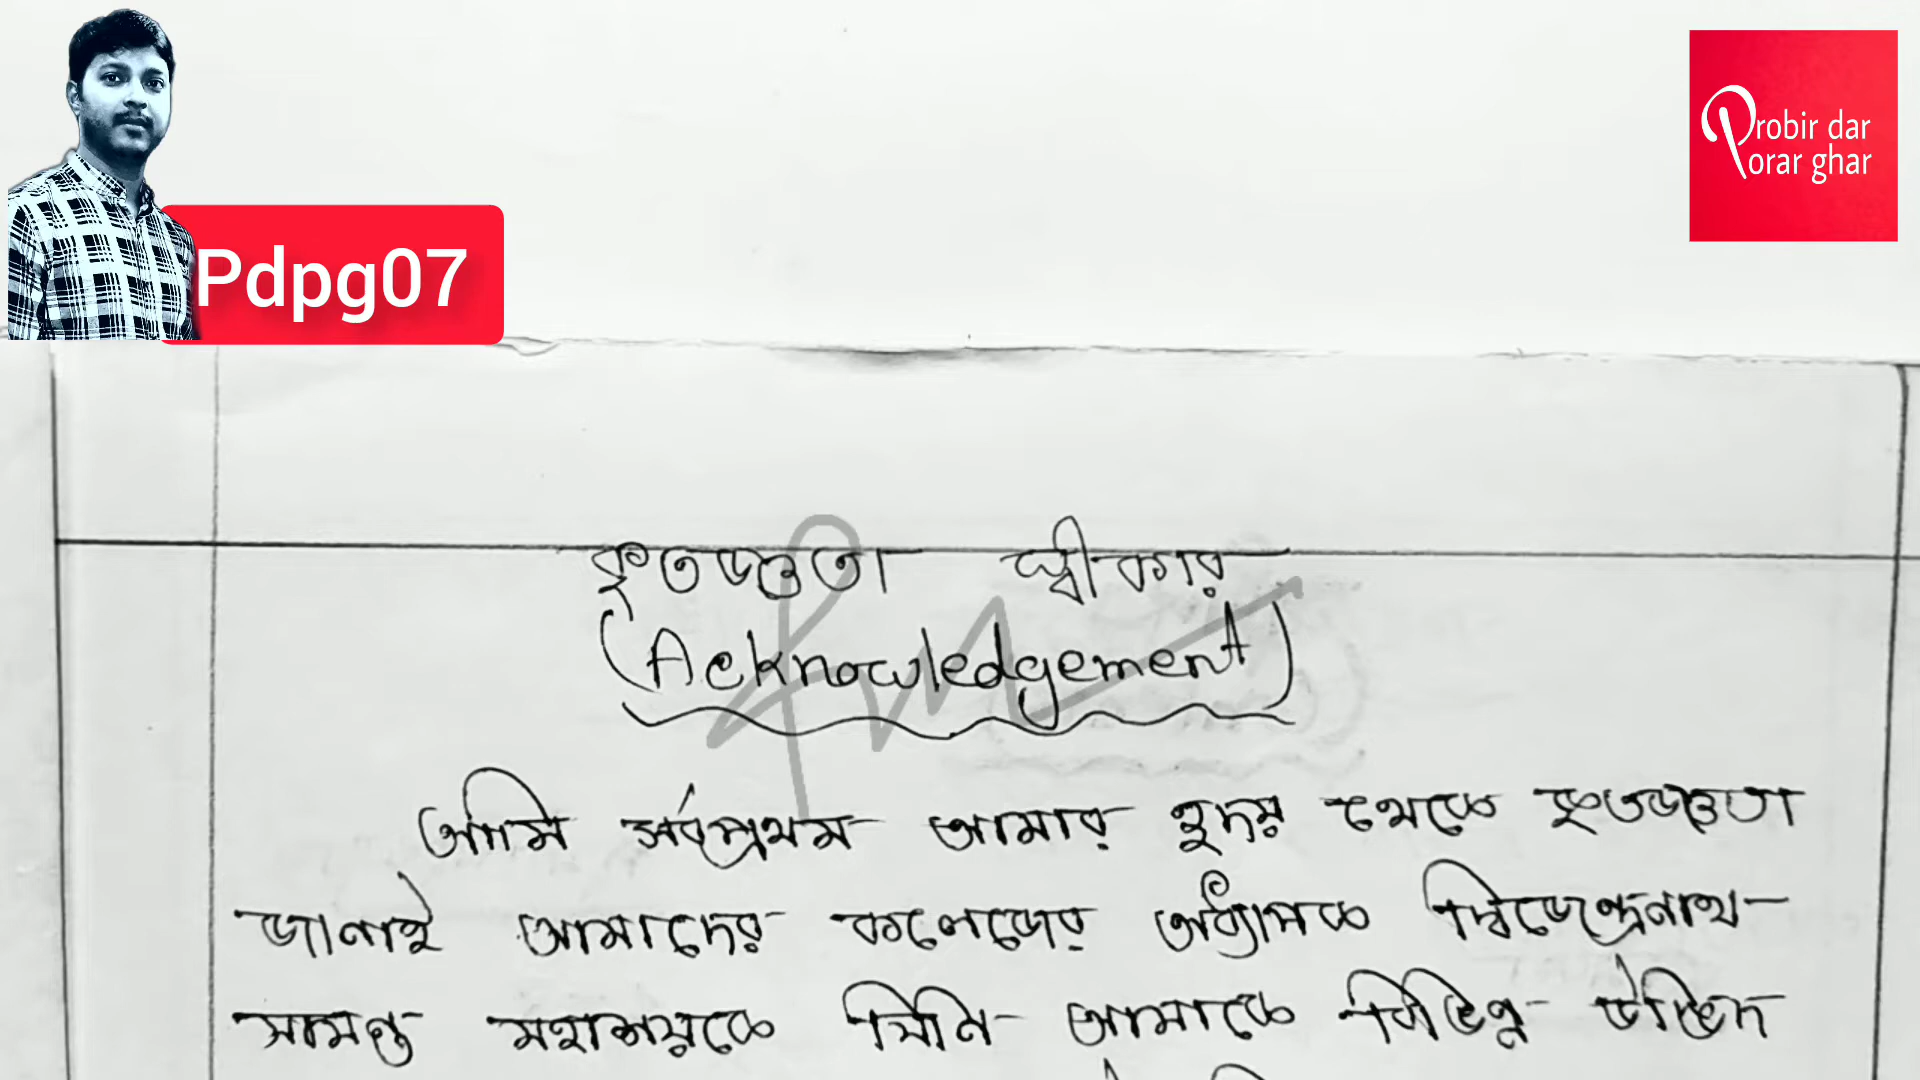 Probir dar
Porar ghar
Pdpg07
কৃতজ্ঞতা স্বীকার
(Acknowledgement)
আমি সর্বপ্রথম আমার হৃদয় থেকে কৃতজ্ঞতা
জানাই আমাদের কলেজের অধ্যাপক দ্বিজেন্দ্রনাথ
সামন্ত মহাশয়কে যিনি আমাকে বিভিন্ন উদ্ভিদ